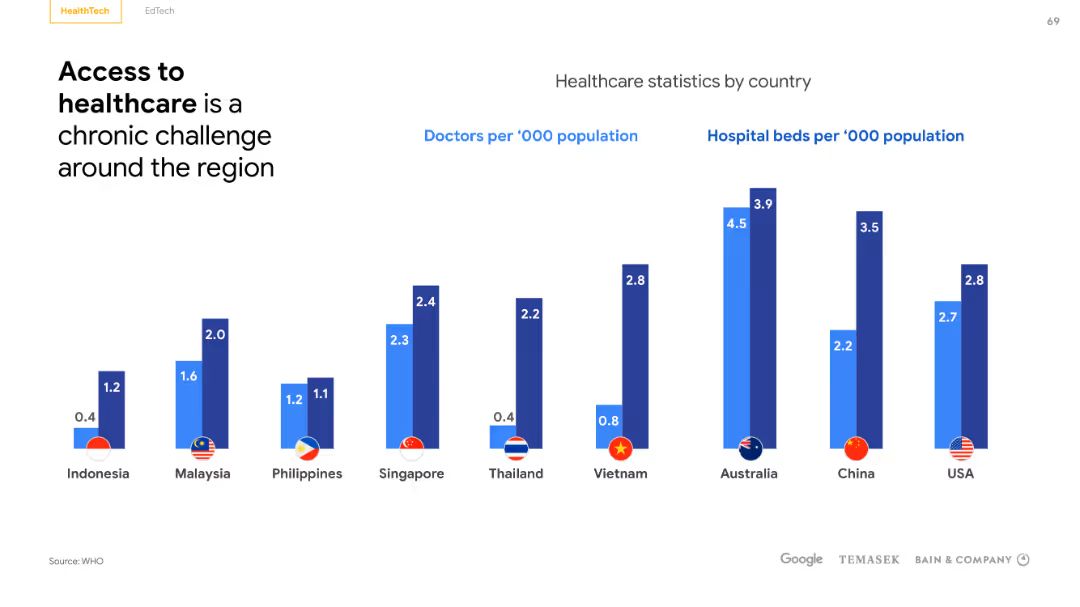 HealthTech
EdTech
69
Access to
healthcare is a
chronic challenge
around the region
Healthcare statistics by country
Doctors per ‘000 population
Hospital beds per ‘000 population
0.4
1.2
1.6
2.0
1.2
1.1
2.3
2.4
0.4
2.2
0.8
2.8
4.5
3.9
2.2
3.5
2.7
2.8
Indonesia
Malaysia
Philippines
Singapore
Thailand
Vietnam
Australia
China
USA
Source: WHO
Google
TEMASEK
BAIN & COMPANY